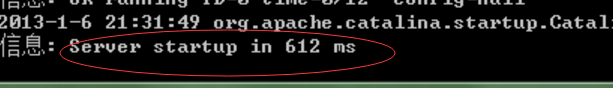 2013-1-6 21:31:49 org.apache.catalina.startup.Catal
信息: Server startup in 612 ms